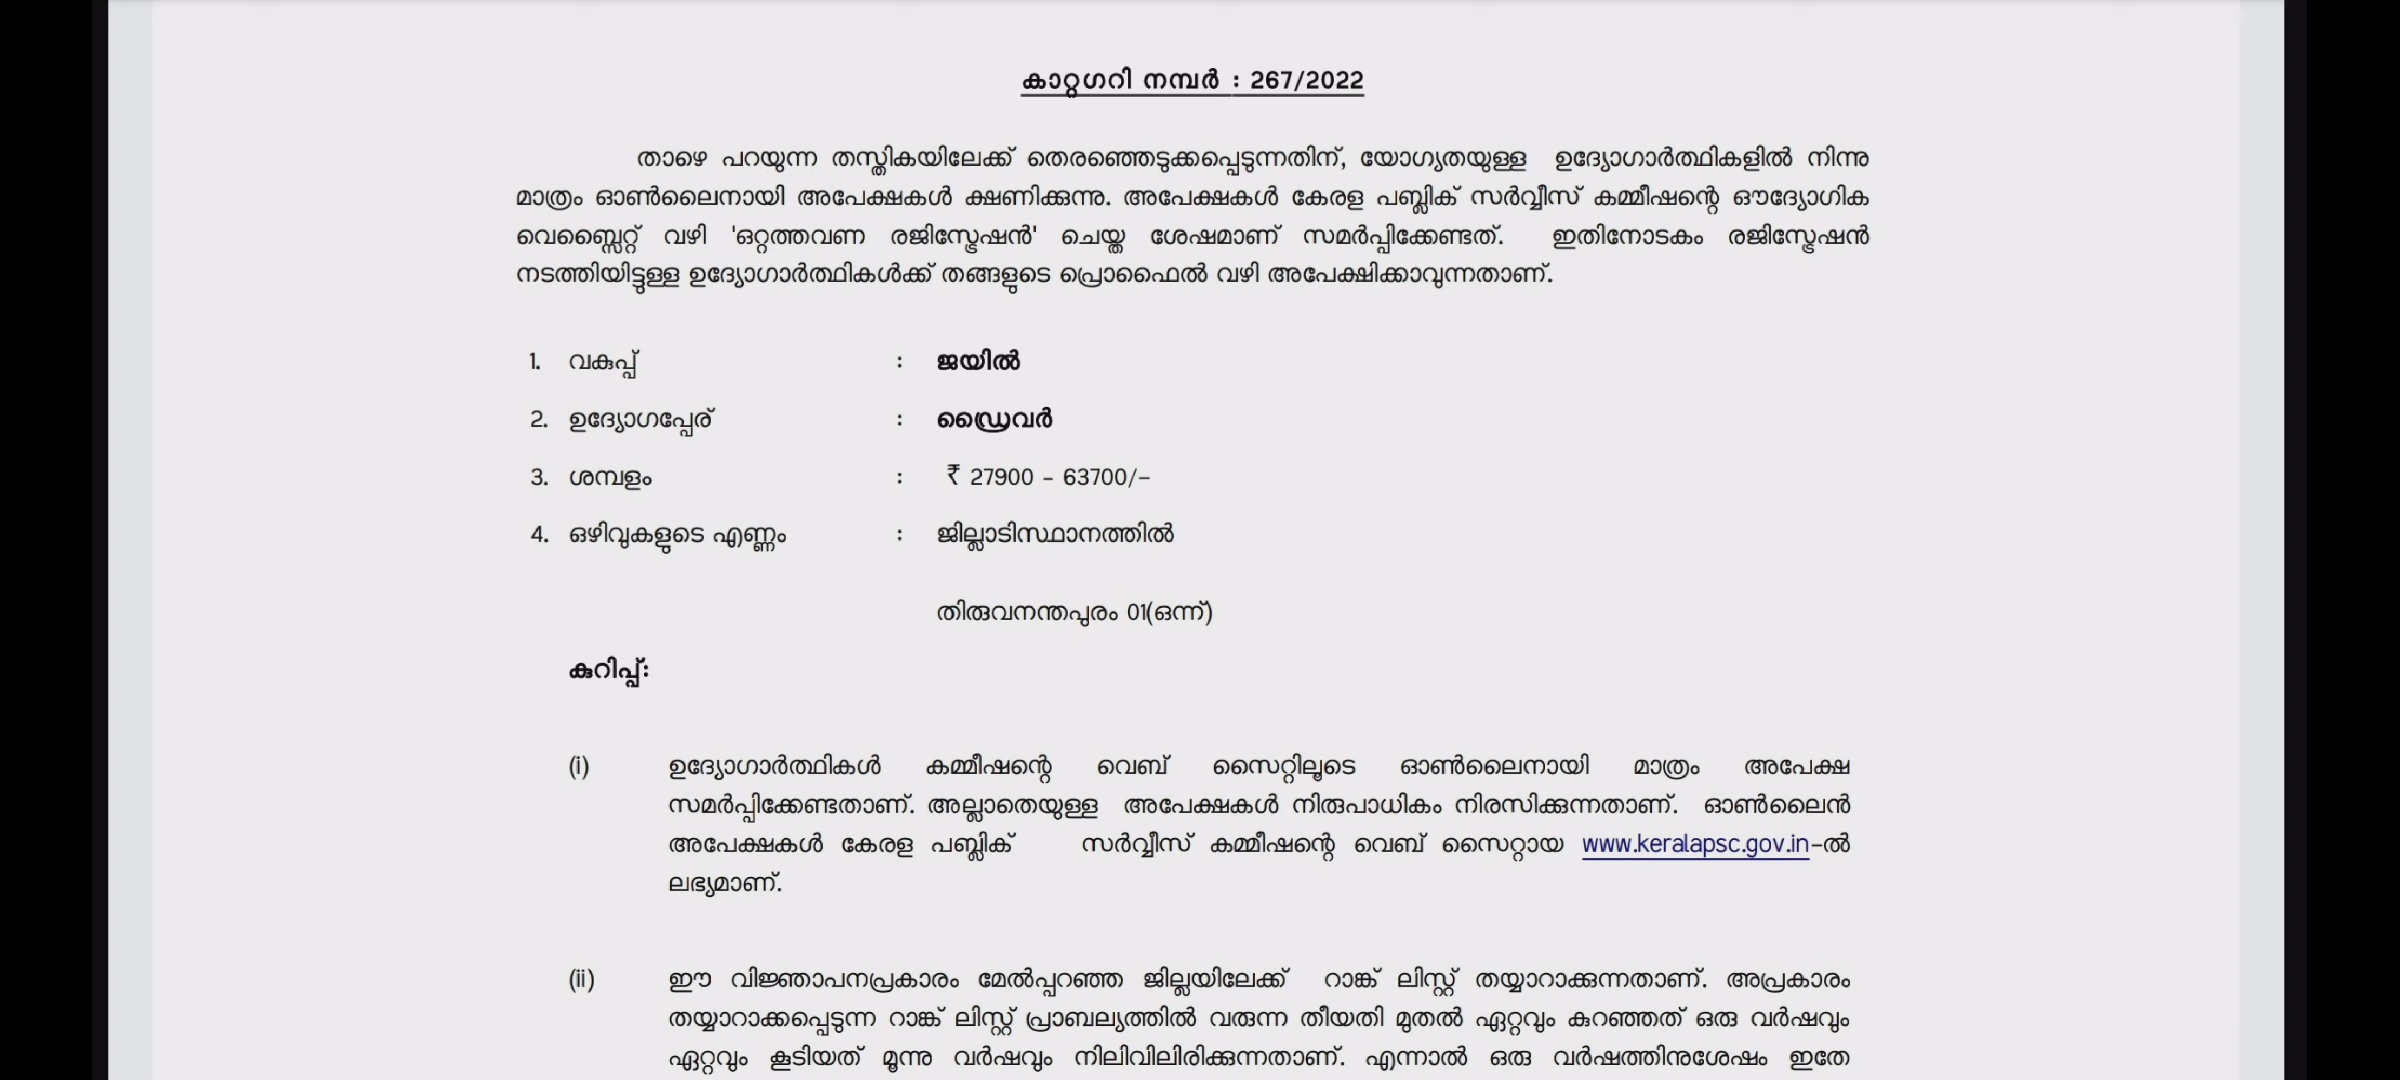 കാറ്റഗറി നമ്പർ : 267/2022
താഴെ പറയുന്ന തസ്തികയിലേക്ക് തെരഞ്ഞെടുക്കപ്പെടുന്നതിന്, യോഗ്യതയുള്ള ഉദ്യോഗാർത്ഥികളിൽ നിന്നു
മാത്രം ഓൺലൈനായി അപേക്ഷകൾ ക്ഷണിക്കുന്നു. അപേക്ഷകൾ കേരള പബ്ലിക് സർവ്വീസ് കമ്മീഷന്റെ ഔദ്യോഗിക
വെബ്സൈറ്റ് വഴി 'ഒറ്റത്തവണ രജിസ്ട്രേഷൻ' ചെയ്ത ശേഷമാണ് സമർപ്പിക്കേണ്ടത്. ഇതിനോടകം രജിസ്ട്രേഷൻ
നടത്തിയിട്ടുള്ള ഉദ്യോഗാർത്ഥികൾക്ക് തങ്ങളുടെ പ്രൊഫൈൽ വഴി അപേക്ഷിക്കാവുന്നതാണ്.
1. വകുപ്പ് : ജയിൽ
2. ഉദ്യോഗപ്പേര് : ഡ്രൈവർ
3. ശമ്പളം : ₹ 27900 - 63700/-
4. ഒഴിവുകളുടെ എണ്ണം : ജില്ലാടിസ്ഥാനത്തിൽ
തിരുവനന്തപുരം 01(ഒന്ന്)
കുറിപ്പ്:
(i) ഉദ്യോഗാർത്ഥികൾ കമ്മീഷന്റെ വെബ് സൈറ്റിലൂടെ ഓൺലൈനായി മാത്രം അപേക്ഷ
സമർപ്പിക്കേണ്ടതാണ്. അല്ലാതെയുള്ള അപേക്ഷകൾ നിരുപാധികം നിരസിക്കുന്നതാണ്. ഓൺലൈൻ
അപേക്ഷകൾ കേരള പബ്ലിക് സർവ്വീസ് കമ്മീഷന്റെ വെബ് സൈറ്റായ www.keralapsc.gov.in-ൽ
ലഭ്യമാണ്.
(ii) ഈ വിജ്ഞാപനപ്രകാരം മേൽപ്പറഞ്ഞ ജില്ലയിലേക്ക് റാങ്ക് ലിസ്റ്റ് തയ്യാറാക്കുന്നതാണ്. അപ്രകാരം
തയ്യാറാക്കപ്പെടുന്ന റാങ്ക് ലിസ്റ്റ് പ്രാബല്യത്തിൽ വരുന്ന തീയതി മുതൽ ഏറ്റവും കുറഞ്ഞത് ഒരു വർഷവും
ഏറ്റവും കൂടിയത് മൂന്നു വർഷവും നിലിവിലിരിക്കുന്നതാണ്. എന്നാൽ ഒരു വർഷത്തിനുശേഷം ഇതേ